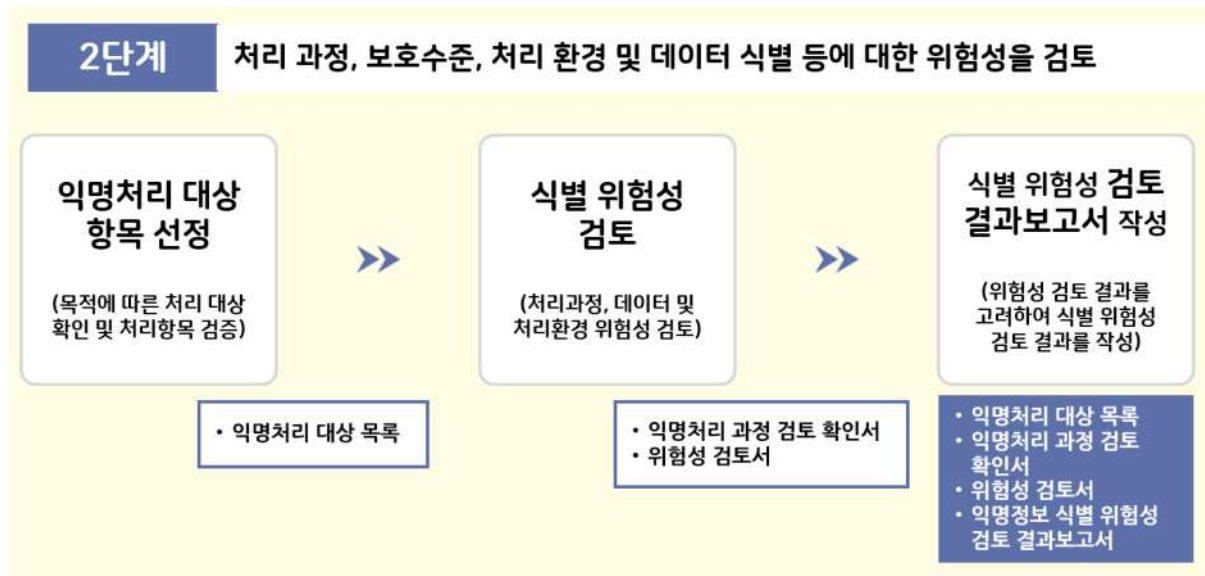 2단계
처리 과정, 보호수준, 처리 환경 및 데이터 식별 등에 대한 위험성을 검토
익명처리 대상
항목 선정
(목적에 따른 처리 대상
확인 및 처리항목 검증)
• 익명처리 대상 목록
식별 위험성
검토
(처리과정, 데이터 및
처리환경 위험성 검토)
• 익명처리 과정 검토 확인서
• 위험성 검토서
식별 위험성 검토
결과보고서 작성
(위험성 검토 결과를
고려하여 식별 위험성
검토 결과를 작성)
• 익명처리 대상 목록
• 익명처리 과정 검토
확인서
• 위험성 검토서
• 익명정보 식별 위험성
검토 결과보고서